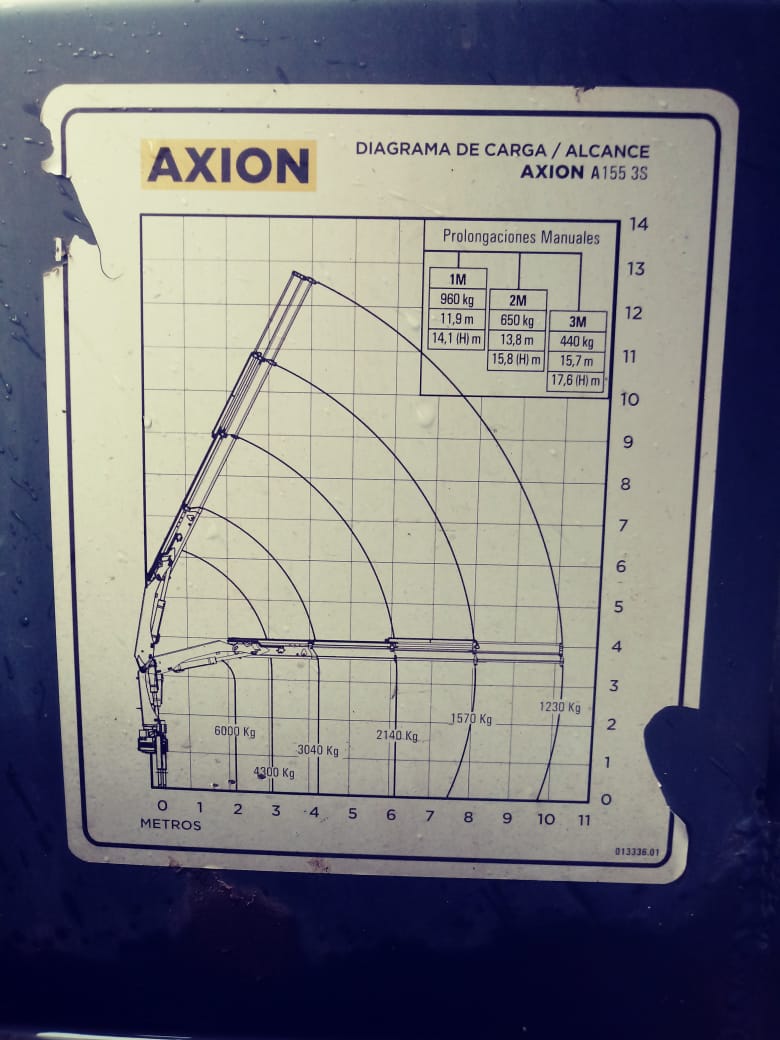 AXION
DIAGRAMA DE CARGA / ALCANCE
AXION A155 3S
Prolongaciones Manuales
1M
960 kg
11,9 m
14,1 (H) m
2M
650 kg
13,8 m
15,8 (H) m
3M
440 kg
15,7 m
17,6 (H) m
14
13
12
11
10
9
8
7
6
5
4
3
2
1
0
6000 Kg
4300 Kg
3040 Kg
2140 Kg
1570 Kg
1230 Kg
0 1 2 3 4 5 6 7 8 9 10 11
METROS
013336.01